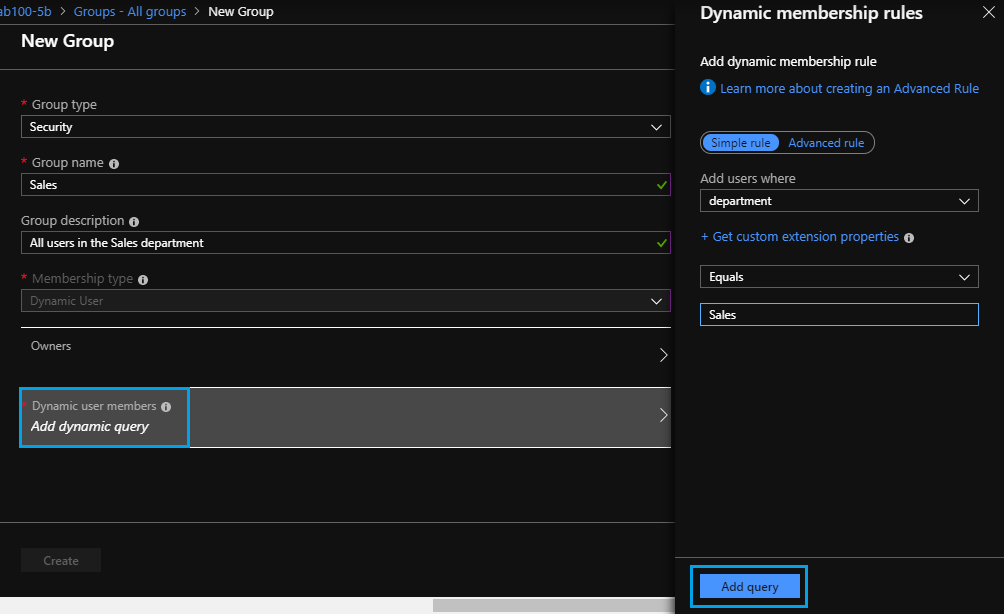 ab100-5b > Groups - All groups > New Group
New Group
* Group type
Security
* Group name
Sales
Group description
All users in the Sales department
* Membership type
Dynamic User
Owners
* Dynamic user members
Add dynamic query
Create
Dynamic membership rules
Add dynamic membership rule
Learn more about creating an Advanced Rule
Simple rule Advanced rule
Add users where
department
+ Get custom extension properties
Equals
Sales
Add query